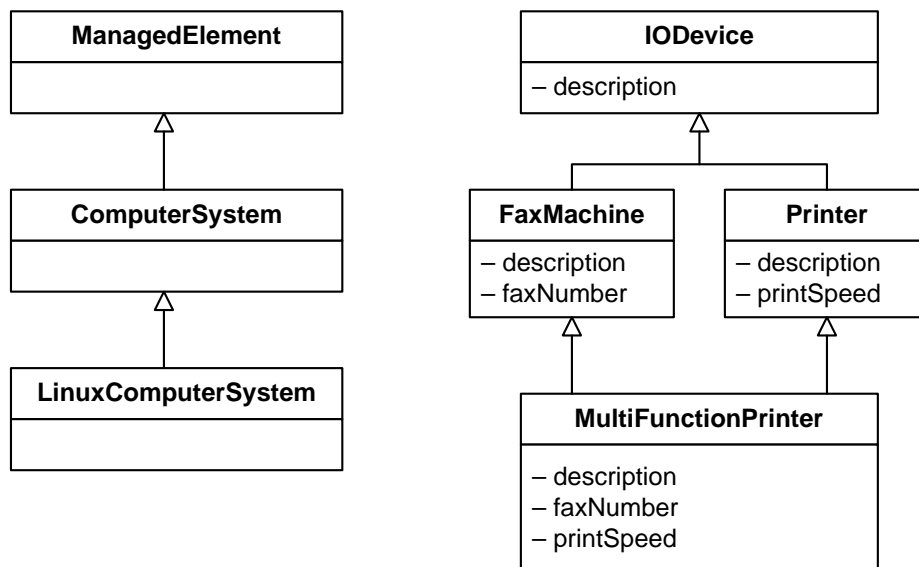 ManagedElement
ComputerSystem
LinuxComputerSystem
IODevice
– description
FaxMachine
– description
– faxNumber
Printer
– description
– printSpeed
MultiFunctionPrinter
– description
– faxNumber
– printSpeed